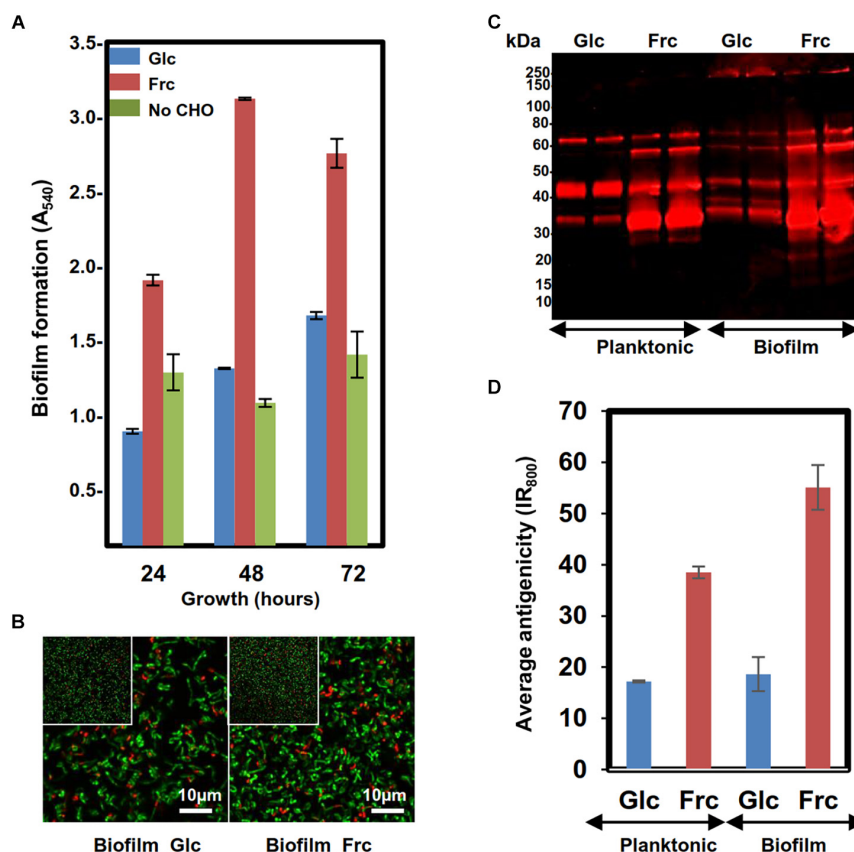 A
Biofilm formation (A540)
3.5-
3.0-
2.5-
2.0-
1.5-
1.0-
0.5-
Glc
Frc
No CHO
24 48 72
Growth (hours)
B
10µm 10µm
Biofilm Glc Biofilm Frc
C
kDa Glc Frc Glc Frc
250
150
100
80
60
50
40
30
20
15
10
Planktonic Biofilm
D
Average antigenicity (IR800)
70
60
50
40
30
20
10
0
Glc Frc Glc Frc
Planktonic Biofilm